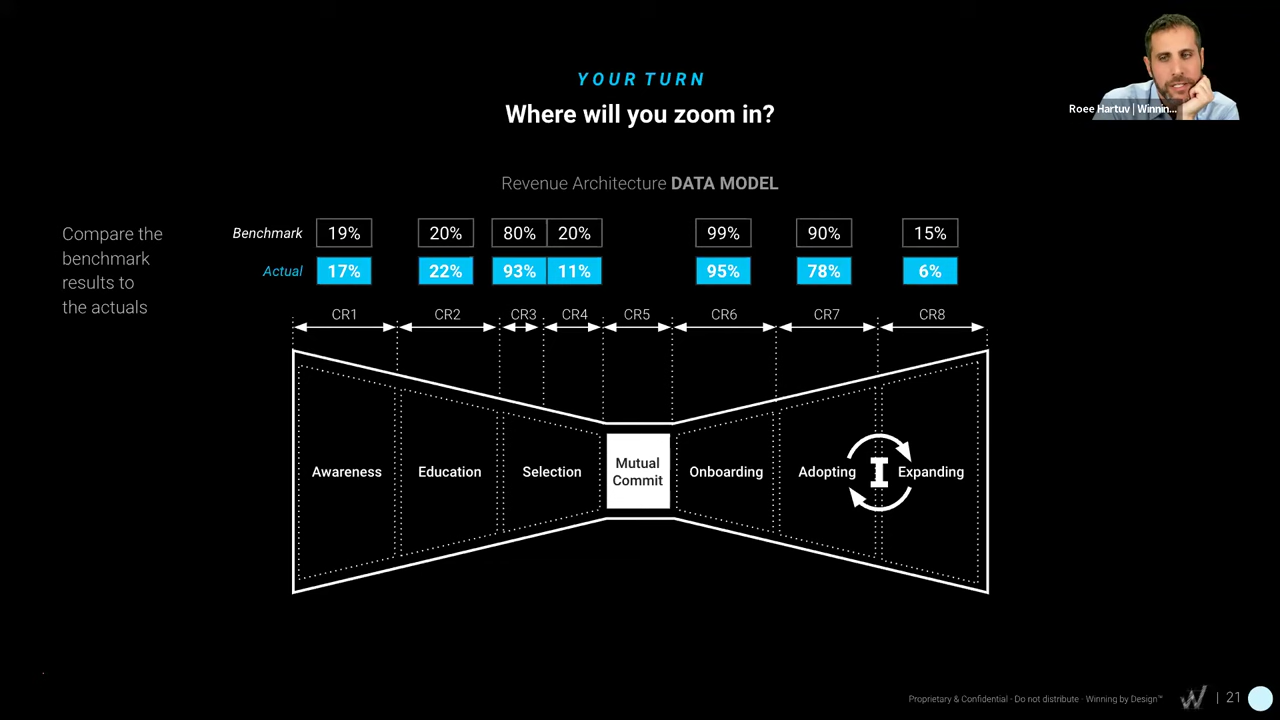 YOUR TURN
Where will you zoom in?
Roee Hartuv | Winnin...
Revenue Architecture DATA MODEL
Compare the
benchmark
results to
the actuals
Benchmark 19% 20% 80% 20% 99% 90% 15%
Actual 17% 22% 93% 11% 95% 78% 6%
CR1 CR2 CR3 CR4 CR5 CR6 CR7 CR8
Awareness Education Selection Mutual Commit Onboarding Adopting I Expanding
Proprietary & Confidential - Do not distribute - Winning by Design™ W | 21